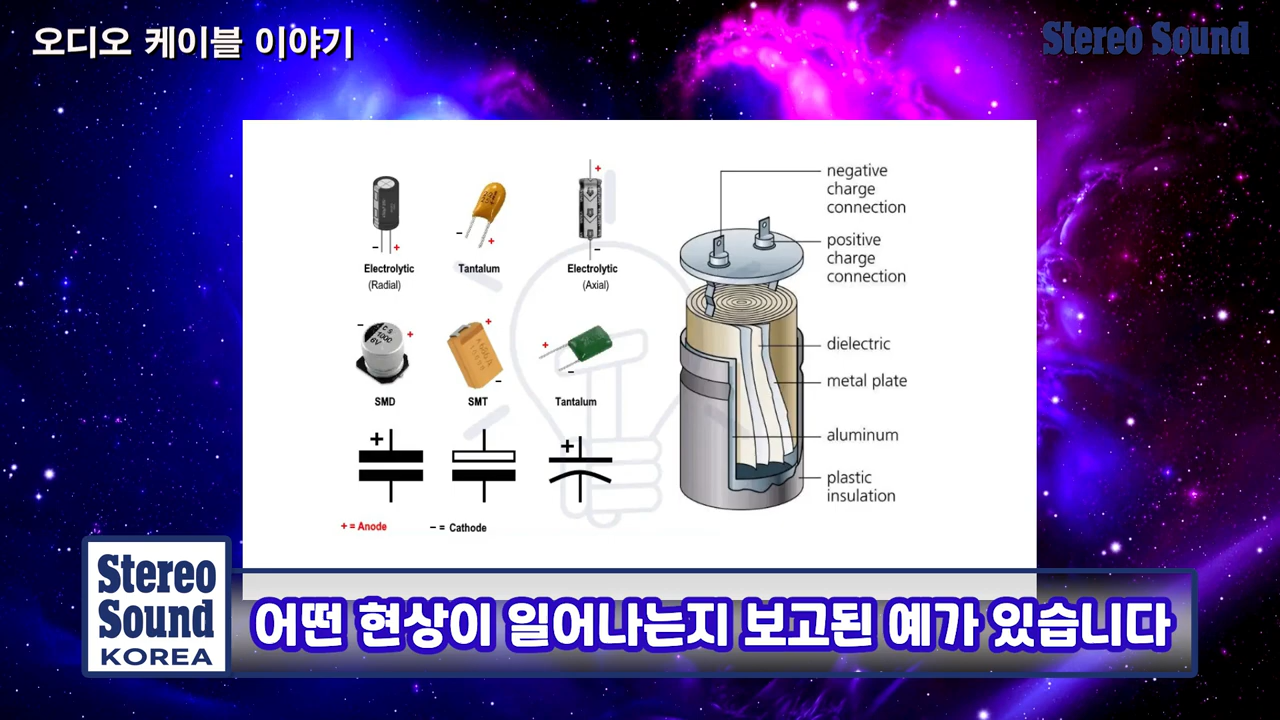 오디오 케이블 이야기
Stereo Sound
negative
charge
connection
positive
charge
connection
dielectric
metal plate
aluminum
plastic
insulation
+
+
− +
−
+
−
Electrolytic
(Radial)
Tantalum
Electrolytic
(Axial)
−
+
+
−
+
−
C S
1000
6V
SMD
SMT
Tantalum
+
+
+ = Anode
− = Cathode
Stereo
Sound
KOREA
어떤 현상이 일어나는지 보고된 예가 있습니다